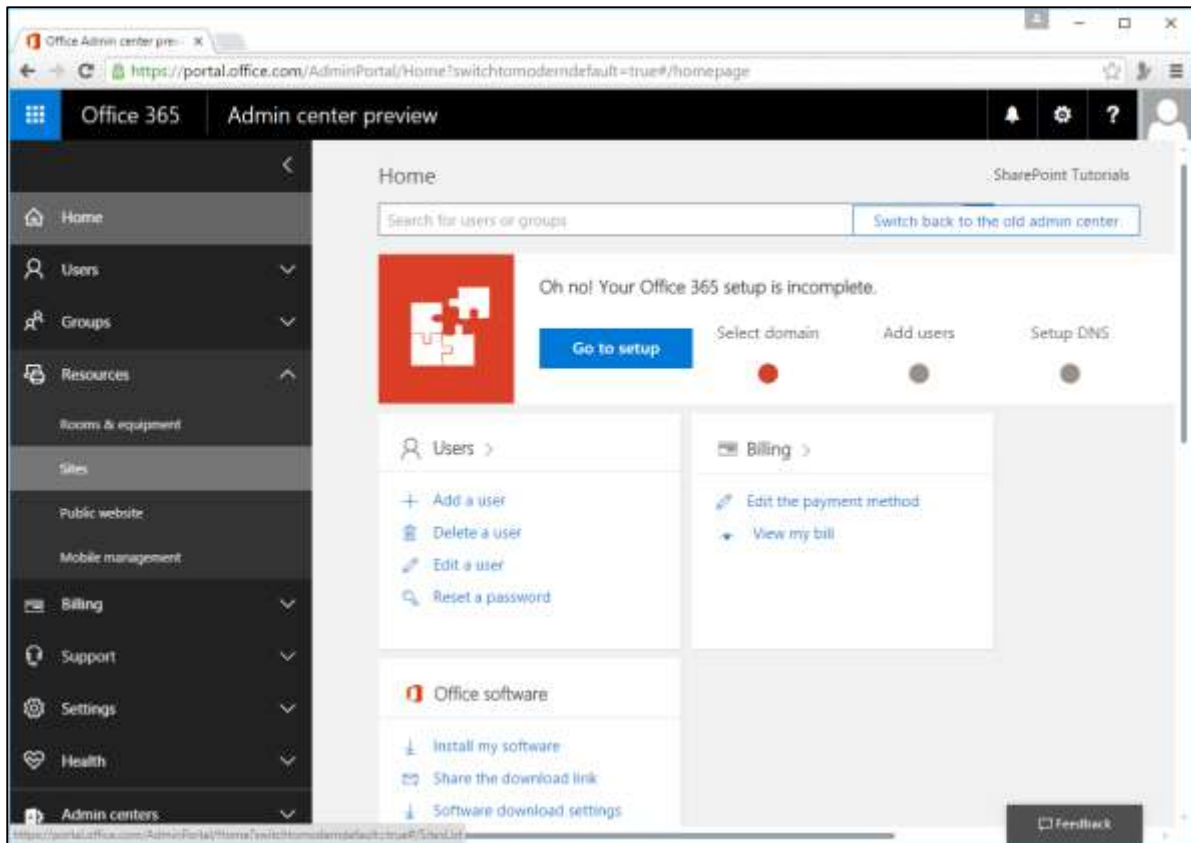 Office Admin center pre
https://portal.office.com/AdminPortal/Home?switchtomoderndefault=true#/homepage
Office 365
Admin center preview
?
Home
SharePoint Tutorials
Search for users or groups
Switch back to the old admin center
Home
Users
Groups
Resources
Rooms & equipment
Sites
Public website
Mobile management
Billing
Support
Settings
Health
Admin centers
Oh no! Your Office 365 setup is incomplete.
Go to setup
Select domain
Add users
Setup DNS
Users >
Add a user
Delete a user
Edit a user
Reset a password
Billing >
Edit the payment method
View my bill
Office software
Install my software
Share the download link
Software download settings
Feedback